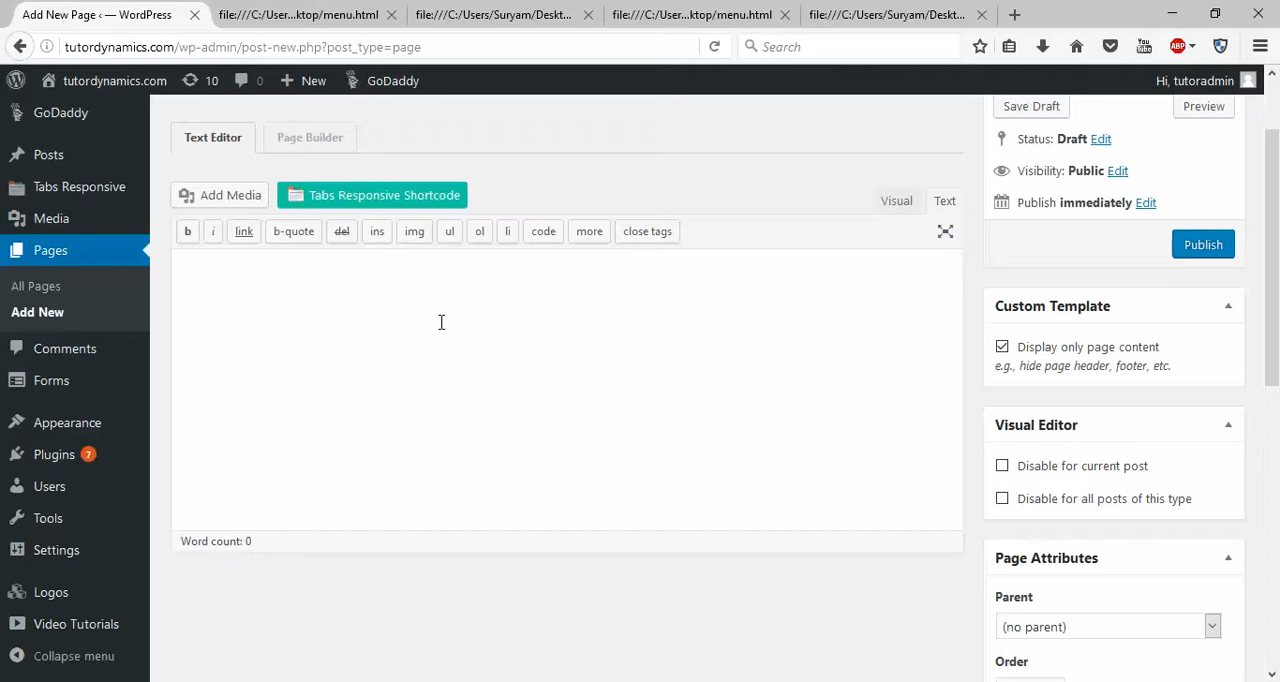 Add New Page ‹ — WordPress
file:///C:/User...ktop/menu.html
file:///C:/Users/Suryam/Deskt...
file:///C:/User...ktop/menu.html
file:///C:/Users/Suryam/Deskt...
tutordynamics.com/wp-admin/post-new.php?post_type=page
Search
You Tube
ABP
tutordynamics.com
10
0
New
GoDaddy
Hi, tutoradmin
GoDaddy
Posts
Tabs Responsive
Media
Pages
All Pages
Add New
Comments
Forms
Appearance
Plugins 7
Users
Tools
Settings
Logos
Video Tutorials
Collapse menu
Text Editor
Page Builder
Add Media
Tabs Responsive Shortcode
Visual
Text
b
i
link
b-quote
del
ins
img
ul
ol
li
code
more
close tags
Word count: 0
Save Draft
Preview
Status: Draft Edit
Visibility: Public Edit
Publish immediately Edit
Publish
Custom Template
Display only page content
e.g., hide page header, footer, etc.
Visual Editor
Disable for current post
Disable for all posts of this type
Page Attributes
Parent
(no parent)
Order